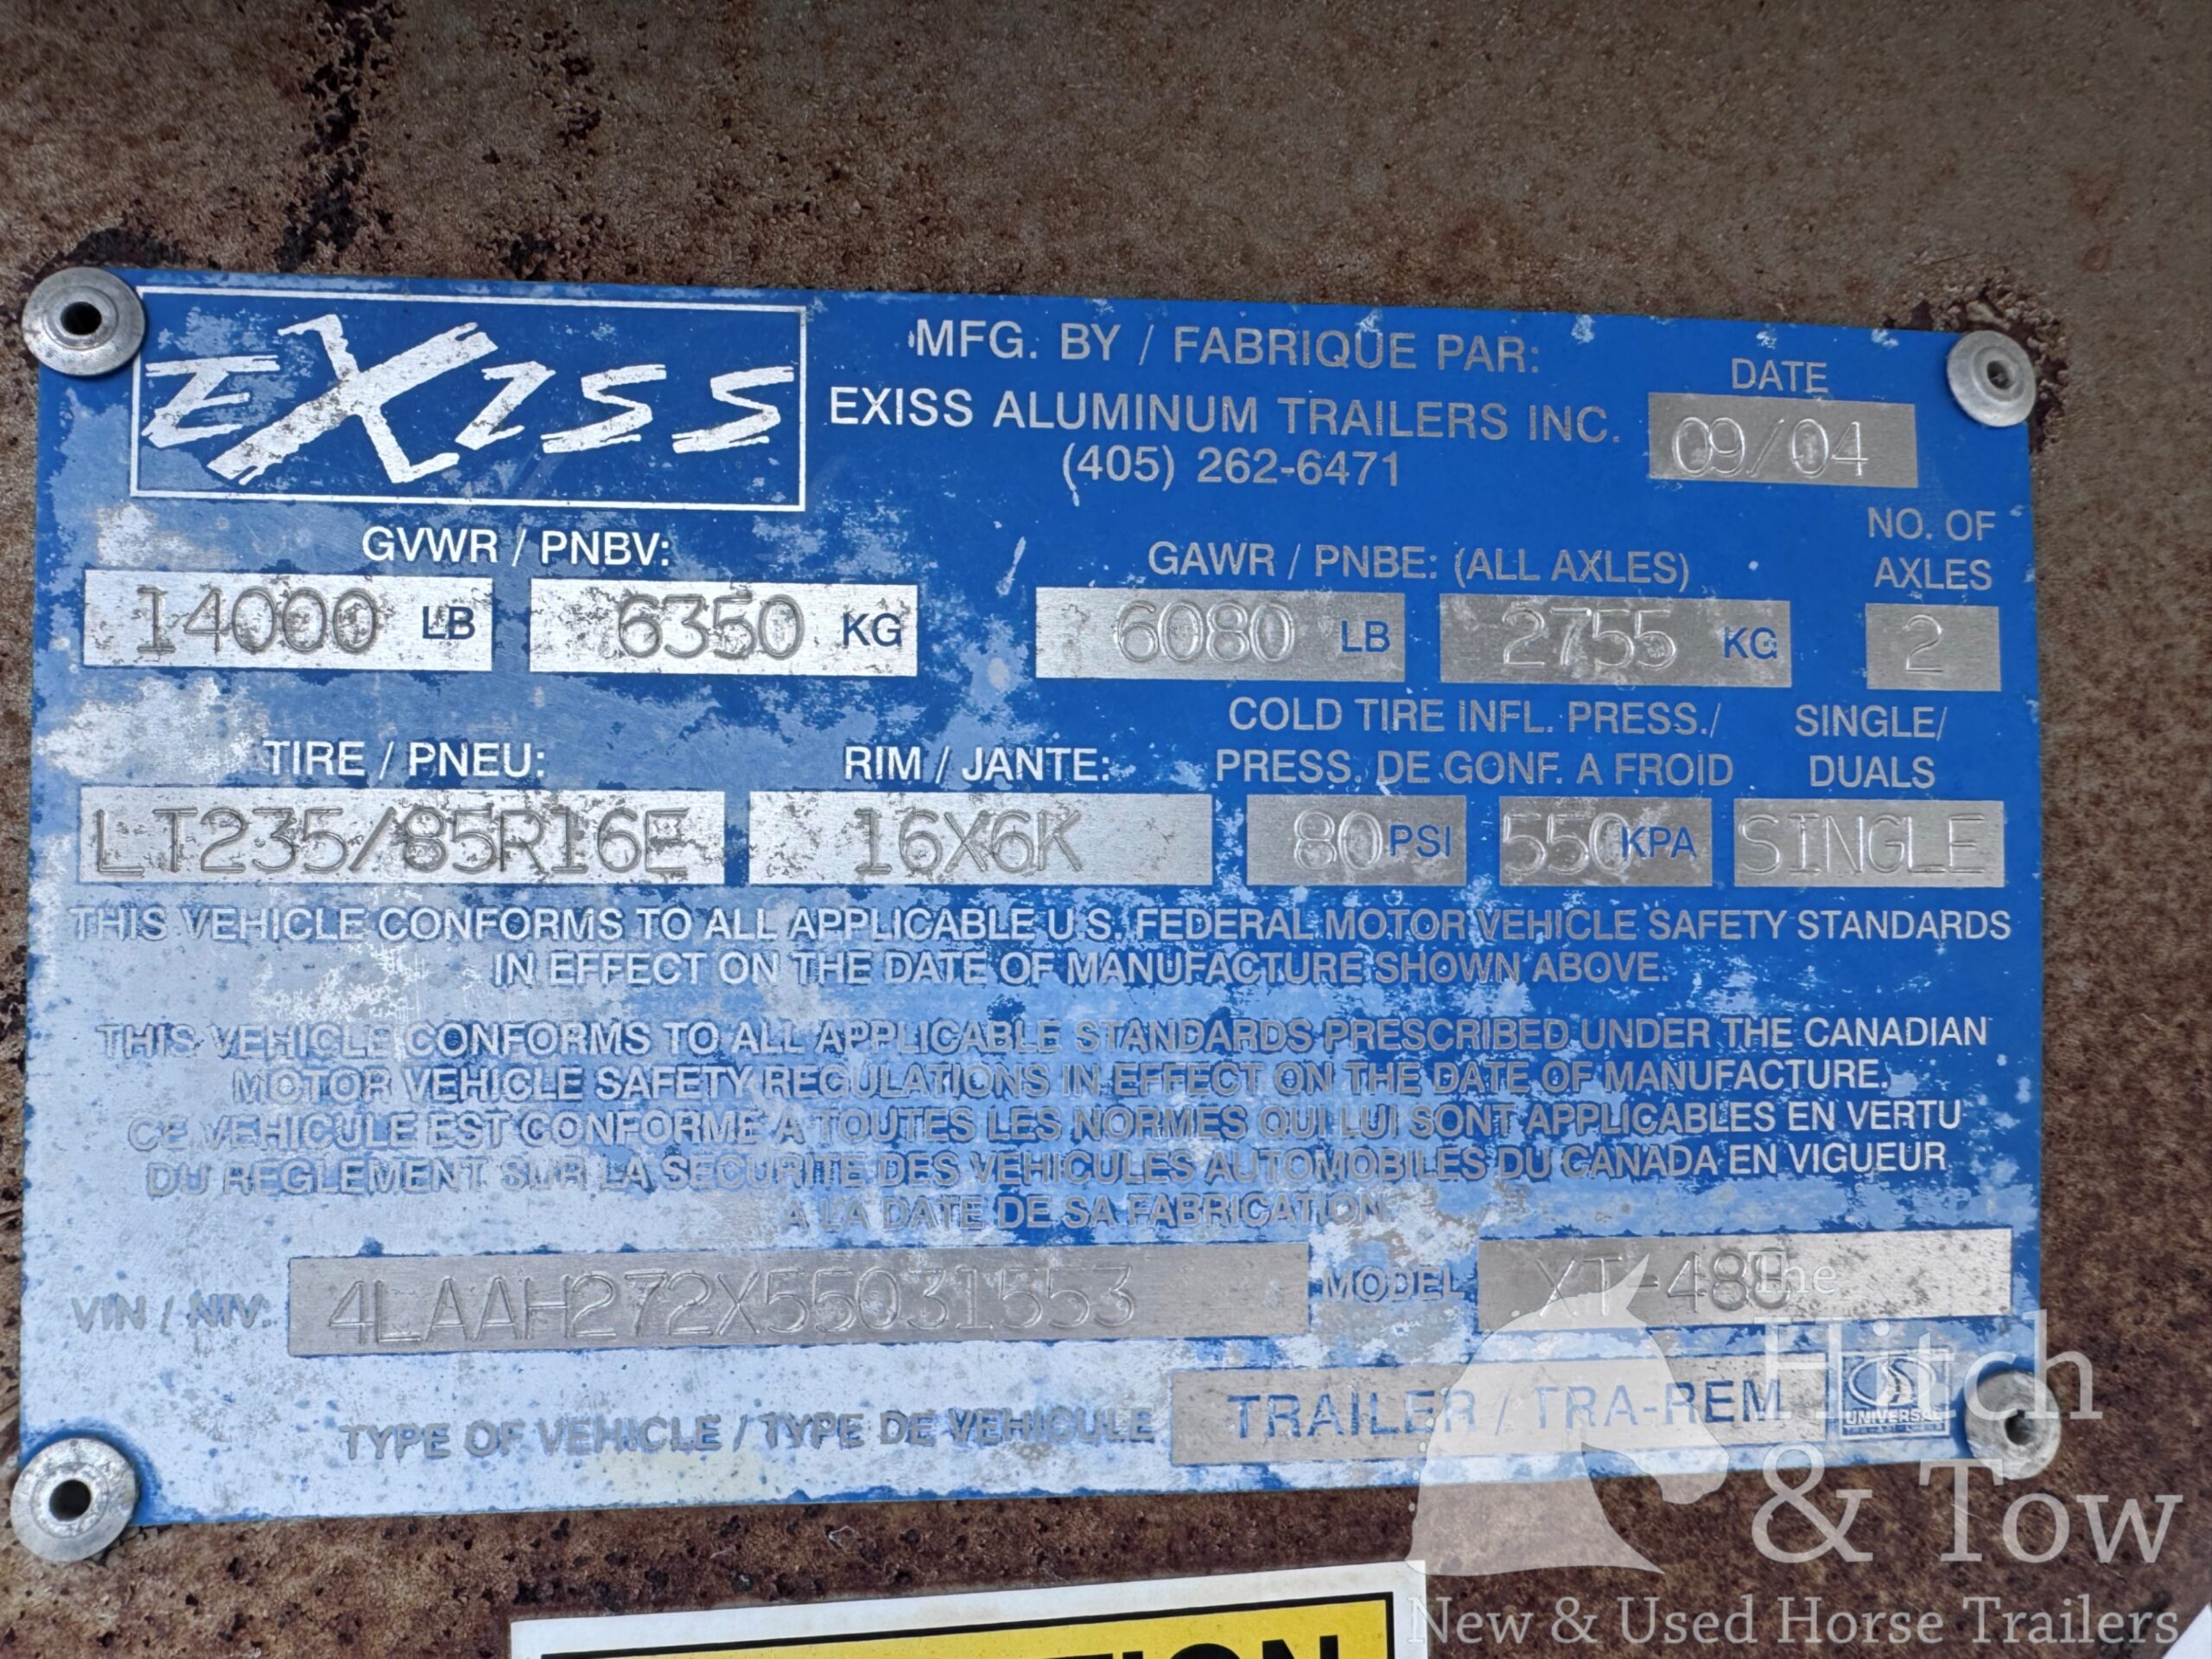 EXISS
MFG. BY / FABRIQUE PAR:
EXISS ALUMINUM TRAILERS INC.
(405) 262-6471
DATE
09/04
GVWR / PNBV:
14000 LB 6350 KG
GAWR / PNBE: (ALL AXLES)
6080 LB 2755 KG
NO. OF
AXLES
2
TIRE / PNEU:
LT235/85R16E
RIM / JANTE:
16X6K
COLD TIRE INFL. PRESS./
PRESS. DE GONF. A FROID
80 PSI 550 KPA
SINGLE/
DUALS
SINGLE
THIS VEHICLE CONFORMS TO ALL APPLICABLE U.S. FEDERAL MOTOR VEHICLE SAFETY STANDARDS
IN EFFECT ON THE DATE OF MANUFACTURE SHOWN ABOVE.
THIS VEHICLE CONFORMS TO ALL APPLICABLE STANDARDS PRESCRIBED UNDER THE CANADIAN
MOTOR VEHICLE SAFETY REGULATIONS IN EFFECT ON THE DATE OF MANUFACTURE.
CE VEHICULE EST CONFORME A TOUTES LES NORMES QUI LUI SONT APPLICABLES EN VERTU
DU REGLEMENT SUR LA SECURITE DES VEHICULES AUTOMOBILES DU CANADA EN VIGUEUR
A LA DATE DE SA FABRICATION.
VIN / NIV: 4LAAH272X55031553
MODEL XT-488
TYPE OF VEHICLE / TYPE DE VEHICULE TRAILER / TRA-REM
UNIVERSAL
The
Hitch
& Tow
New & Used Horse Trailers